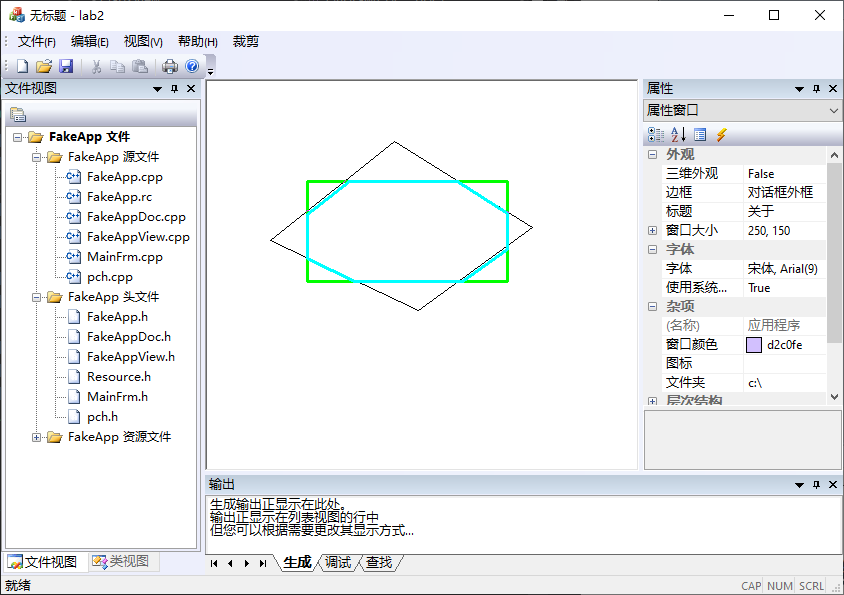 无标题 - lab2
文件(F) 编辑(E) 视图(V) 帮助(H) 裁剪
文件视图
FakeApp 文件
FakeApp 源文件
FakeApp.cpp
FakeApp.rc
FakeAppDoc.cpp
FakeAppView.cpp
MainFrm.cpp
pch.cpp
FakeApp 头文件
FakeApp.h
FakeAppDoc.h
FakeAppView.h
Resource.h
MainFrm.h
pch.h
FakeApp 资源文件
文件视图 类视图
属性
属性窗口
外观
三维外观 False
边框 对话框外框
标题 关于
窗口大小 250, 150
字体
字体 宋体, Arial(9)
使用系统... True
杂项
(名称) 应用程序
窗口颜色 d2c0fe
图标
文件夹 c:\
层次结构
输出
生成输出正显示在此处。
输出正显示在列表视图的行中
但您可以根据需要更改其显示方式...
生成 调试 查找
就绪
CAP NUM SCRL